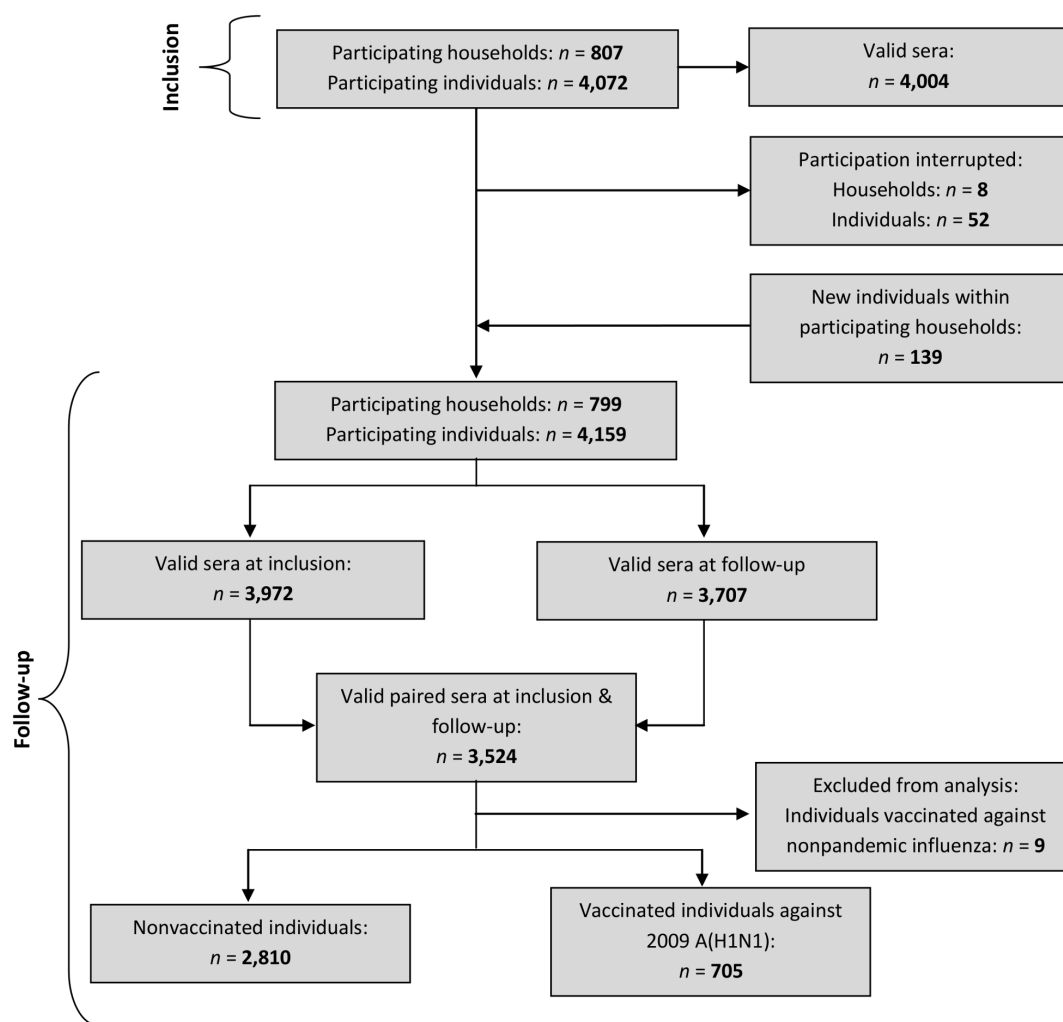 Inclusion
Participating households: n = 807
Participating individuals: n = 4,072
Valid sera:
n = 4,004
Participation interrupted:
Households: n = 8
Individuals: n = 52
New individuals within
participating households:
n = 139
Follow-up
Participating households: n = 799
Participating individuals: n = 4,159
Valid sera at inclusion:
n = 3,972
Valid sera at follow-up
n = 3,707
Valid paired sera at inclusion &
follow-up:
n = 3,524
Excluded from analysis:
Individuals vaccinated against
nonpandemic influenza: n = 9
Nonvaccinated individuals:
n = 2,810
Vaccinated individuals against
2009 A(H1N1):
n = 705